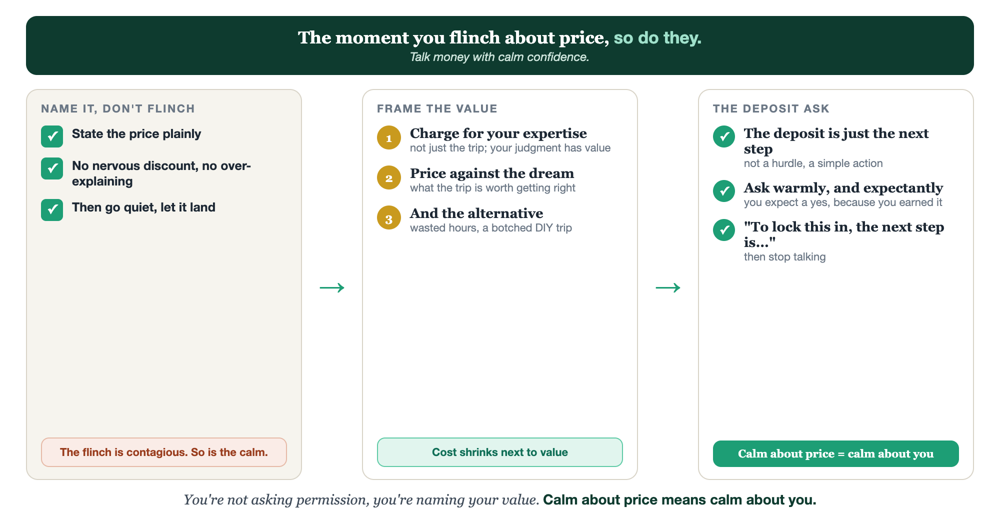 The moment you flinch about price, so do they.
Talk money with calm confidence.
NAME IT, DON'T FLINCH
✓ State the price plainly
✓ No nervous discount, no over-
explaining
✓ Then go quiet, let it land
The flinch is contagious. So is the calm.
→
FRAME THE VALUE
1 Charge for your expertise
not just the trip; your judgment has value
2 Price against the dream
what the trip is worth getting right
3 And the alternative
wasted hours, a botched DIY trip
Cost shrinks next to value
→
THE DEPOSIT ASK
✓ The deposit is just the next
step
not a hurdle, a simple action
✓ Ask warmly, and expectantly
you expect a yes, because you earned it
✓ "To lock this in, the next step
is..."
then stop talking
Calm about price = calm about you
You're not asking permission, you're naming your value. Calm about price means calm about you.